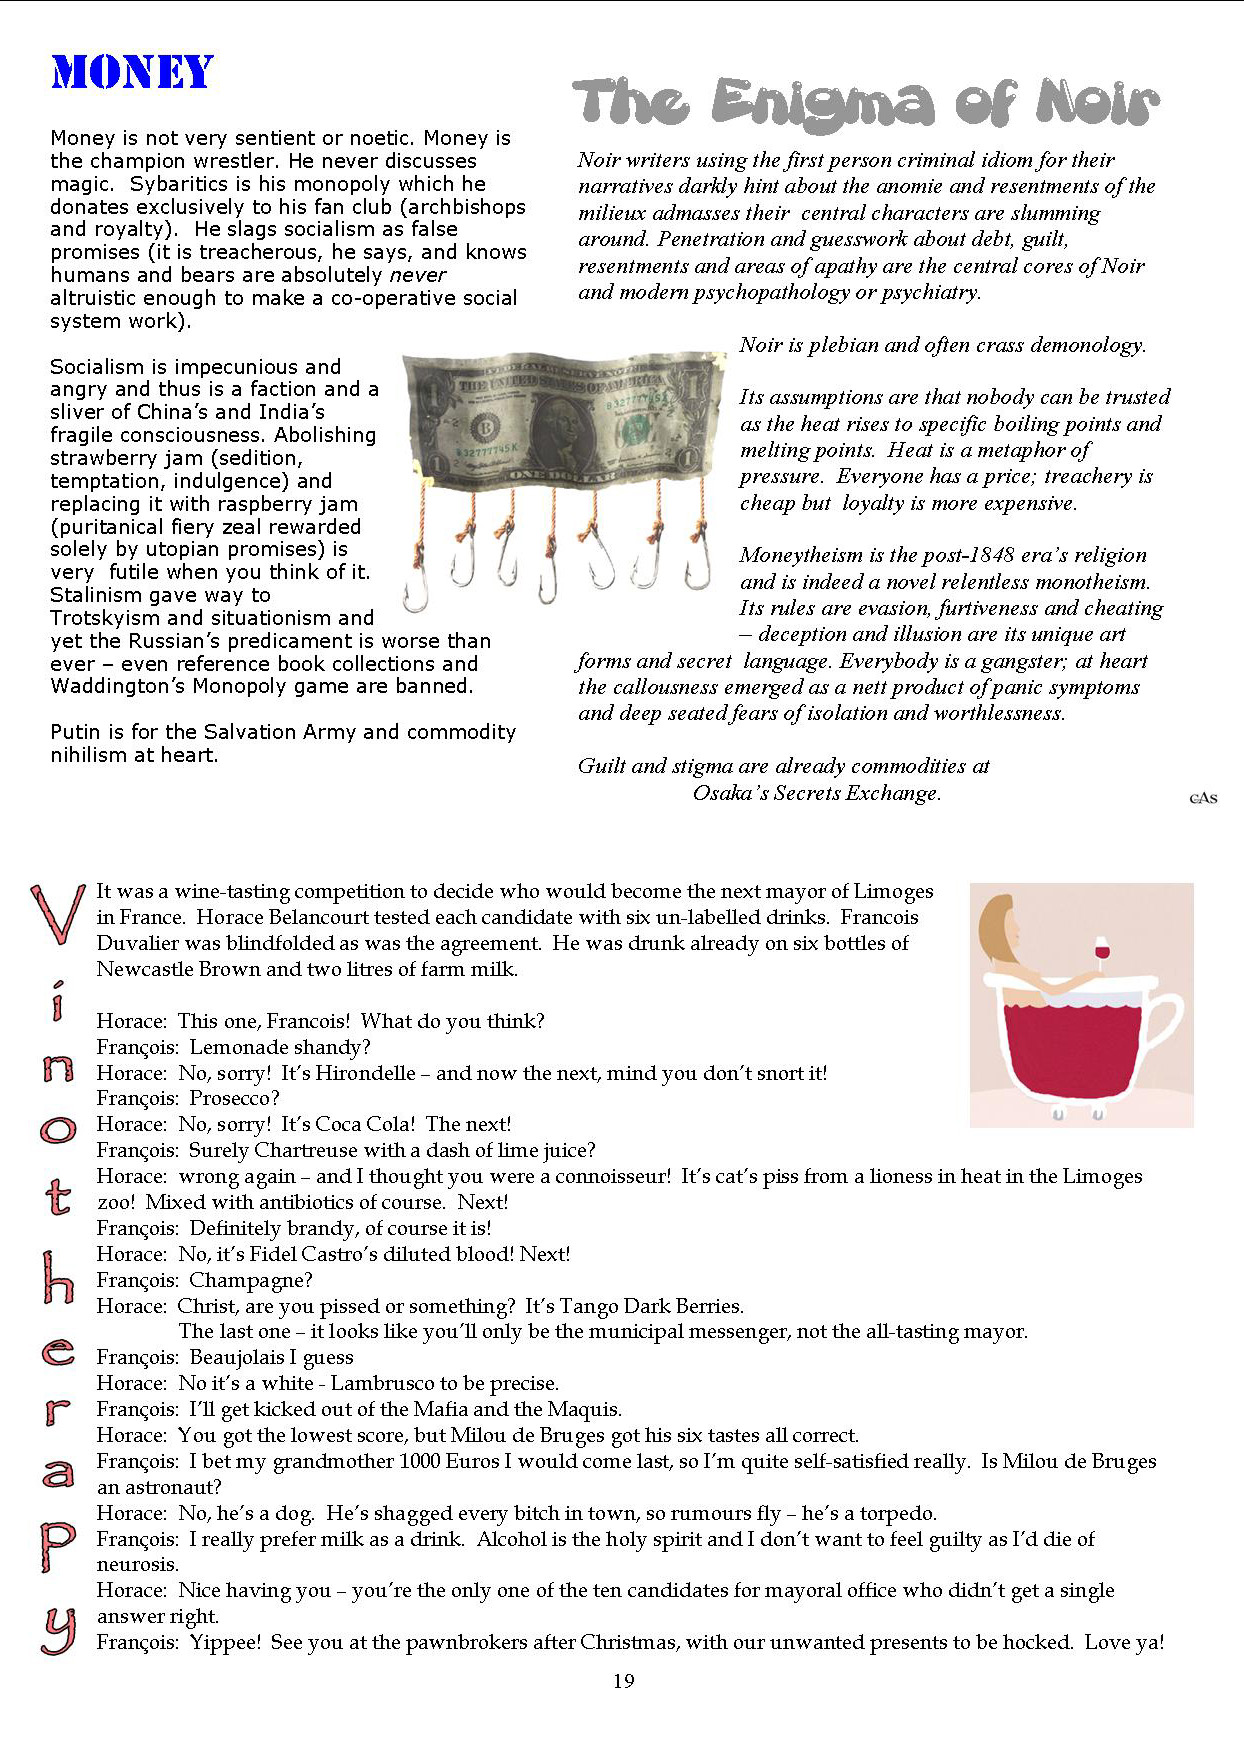 MONEY
Money is not very sentient or noetic. Money is
the champion wrestler. He never discusses
magic.  Sybaritics is his monopoly which he
donates exclusively to his fan club (archbishops
and royalty).  He slags socialism as false
promises (it is treacherous, he says, and knows
humans and bears are absolutely never
altruistic enough to make a co-operative social
system work).
Socialism is impecunious and
angry and thus is a faction and a
sliver of China's and India's
fragile consciousness. Abolishing
strawberry jam (sedition,
temptation, indulgence) and
replacing it with raspberry jam
(puritanical fiery zeal rewarded
solely by utopian promises) is
very  futile when you think of it.
Stalinism gave way to
Trotskyism and situationism and
yet the Russian's predicament is worse than
ever – even reference book collections and
Waddington's Monopoly game are banned.
Putin is for the Salvation Army and commodity
nihilism at heart.
THE UNITED STATES OF AMERICA
ONE DOLLAR
The Enigma of Noir
Noir writers using the first person criminal idiom for their
narratives darkly hint about the anomie and resentments of the
milieux admasses their  central characters are slumming
around. Penetration and guesswork about debt, guilt,
resentments and areas of apathy are the central cores of Noir
and modern psychopathology or psychiatry.
Noir is plebian and often crass demonology.
Its assumptions are that nobody can be trusted
as the heat rises to specific boiling points and
melting points.  Heat is a metaphor of
pressure.  Everyone has a price; treachery is
cheap but  loyalty is more expensive.
Moneytheism is the post-1848 era's religion
and is indeed a novel relentless monotheism.
Its rules are evasion, furtiveness and cheating
– deception and illusion are its unique art
forms and secret  language. Everybody is a gangster; at heart
the callousness emerged as a nett product of panic symptoms
and deep seated fears of isolation and worthlessness.
Guilt and stigma are already commodities at
Osaka's Secrets Exchange.
cAs
VínotheraPy
It was a wine-tasting competition to decide who would become the next mayor of Limoges
in France.  Horace Belancourt tested each candidate with six un-labelled drinks.  Francois
Duvalier was blindfolded as was the agreement.  He was drunk already on six bottles of
Newcastle Brown and two litres of farm milk.
Horace:  This one, Francois!  What do you think?
François:  Lemonade shandy?
Horace:  No, sorry!  It's Hirondelle – and now the next, mind you don't snort it!
François:  Prosecco?
Horace:  No, sorry!  It's Coca Cola!  The next!
François:  Surely Chartreuse with a dash of lime juice?
Horace:  wrong again – and I thought you were a connoisseur!  It's cat's piss from a lioness in heat in the Limoges
zoo!  Mixed with antibiotics of course.  Next!
François:  Definitely brandy, of course it is!
Horace:  No, it's Fidel Castro's diluted blood! Next!
François:  Champagne?
Horace:  Christ, are you pissed or something?  It's Tango Dark Berries.
The last one – it looks like you'll only be the municipal messenger, not the all-tasting mayor.
François:  Beaujolais I guess
Horace:  No it's a white - Lambrusco to be precise.
François:  I'll get kicked out of the Mafia and the Maquis.
Horace:  You got the lowest score, but Milou de Bruges got his six tastes all correct.
François:  I bet my grandmother 1000 Euros I would come last, so I'm quite self-satisfied really.  Is Milou de Bruges
an astronaut?
Horace:  No, he's a dog.  He's shagged every bitch in town, so rumours fly – he's a torpedo.
François:  I really prefer milk as a drink.  Alcohol is the holy spirit and I don't want to feel guilty as I'd die of
neurosis.
Horace:  Nice having you – you're the only one of the ten candidates for mayoral office who didn't get a single
answer right.
François:  Yippee!  See you at the pawnbrokers after Christmas, with our unwanted presents to be hocked.  Love ya!
19